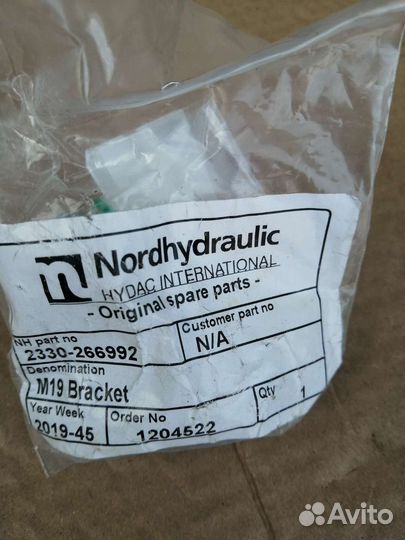 n Nordhydraulic
HYDAC INTERNATIONAL
- Original spare parts -
NH part no
2330-266992
Customer part no
N/A
Denomination
M19 Bracket
Year Week
2019-45
Order No
1204522
Qty
1
Avito